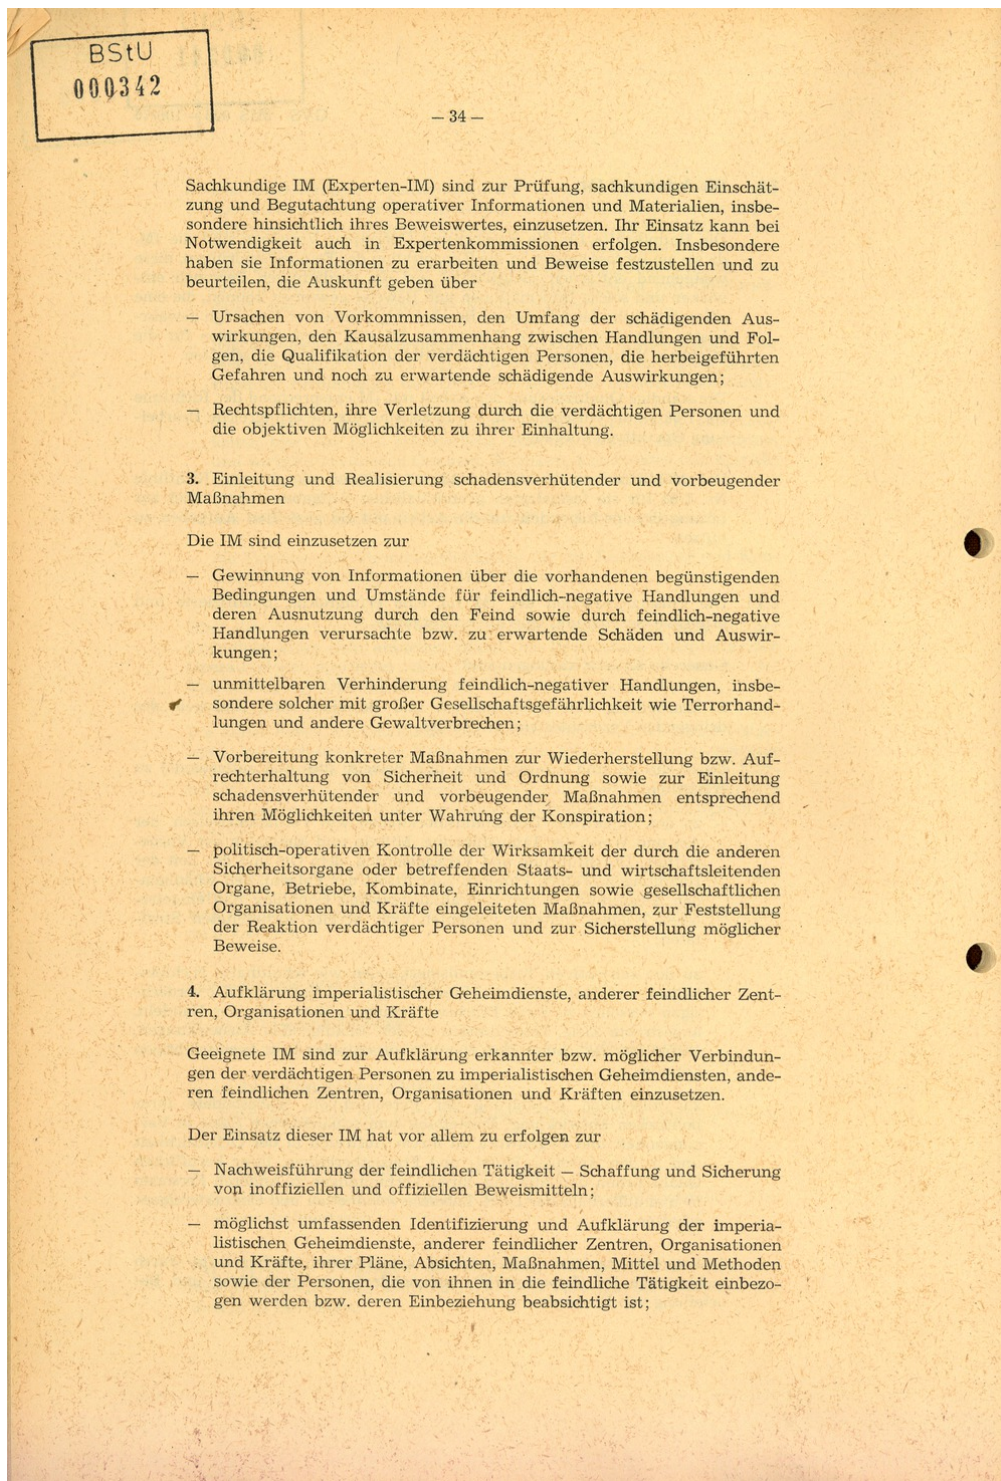 BStU
000342
— 34 —
Sachkundige IM (Experten-IM) sind zur Prüfung, sachkundigen Einschät-
zung und Begutachtung operativer Informationen und Materialien, insbe-
sondere hinsichtlich ihres Beweiswertes, einzusetzen. Ihr Einsatz kann bei
Notwendigkeit auch in Expertenkommissionen erfolgen. Insbesondere
haben sie Informationen zu erarbeiten und Beweise festzustellen und zu
beurteilen, die Auskunft geben über
— Ursachen von Vorkommnissen, den Umfang der schädigenden Aus-
wirkungen, den Kausalzusammenhang zwischen Handlungen und Fol-
gen, die Qualifikation der verdächtigen Personen, die herbeigeführten
Gefahren und noch zu erwartende schädigende Auswirkungen;
— Rechtspflichten, ihre Verletzung durch die verdächtigen Personen und
die objektiven Möglichkeiten zu ihrer Einhaltung.
3. Einleitung und Realisierung schadensverhütender und vorbeugender
Maßnahmen
Die IM sind einzusetzen zur
— Gewinnung von Informationen über die vorhandenen begünstigenden
Bedingungen und Umstände für feindlich-negative Handlungen und
deren Ausnutzung durch den Feind sowie durch feindlich-negative
Handlungen verursachte bzw. zu erwartende Schäden und Auswir-
kungen;
— unmittelbaren Verhinderung feindlich-negativer Handlungen, insbe-
sondere solcher mit großer Gesellschaftsgefährlichkeit wie Terrorhand-
lungen und andere Gewaltverbrechen;
— Vorbereitung konkreter Maßnahmen zur Wiederherstellung bzw. Auf-
rechterhaltung von Sicherheit und Ordnung sowie zur Einleitung
schadensverhütender und vorbeugender Maßnahmen entsprechend
ihren Möglichkeiten unter Wahrung der Konspiration;
— politisch-operativen Kontrolle der Wirksamkeit der durch die anderen
Sicherheitsorgane oder betreffenden Staats- und wirtschaftsleitenden
Organe, Betriebe, Kombinate, Einrichtungen sowie gesellschaftlichen
Organisationen und Kräfte eingeleiteten Maßnahmen, zur Feststellung
der Reaktion verdächtiger Personen und zur Sicherstellung möglicher
Beweise.
4. Aufklärung imperialistischer Geheimdienste, anderer feindlicher Zent-
ren, Organisationen und Kräfte
Geeignete IM sind zur Aufklärung erkannter bzw. möglicher Verbindun-
gen der verdächtigen Personen zu imperialistischen Geheimdiensten, ande-
ren feindlichen Zentren, Organisationen und Kräften einzusetzen.
Der Einsatz dieser IM hat vor allem zu erfolgen zur
— Nachweisführung der feindlichen Tätigkeit — Schaffung und Sicherung
von inoffiziellen und offiziellen Beweismitteln;
— möglichst umfassenden Identifizierung und Aufklärung der imperia-
listischen Geheimdienste, anderer feindlicher Zentren, Organisationen
und Kräfte, ihrer Pläne, Absichten, Maßnahmen, Mittel und Methoden
sowie der Personen, die von ihnen in die feindliche Tätigkeit einbezo-
gen werden bzw. deren Einbeziehung beabsichtigt ist;